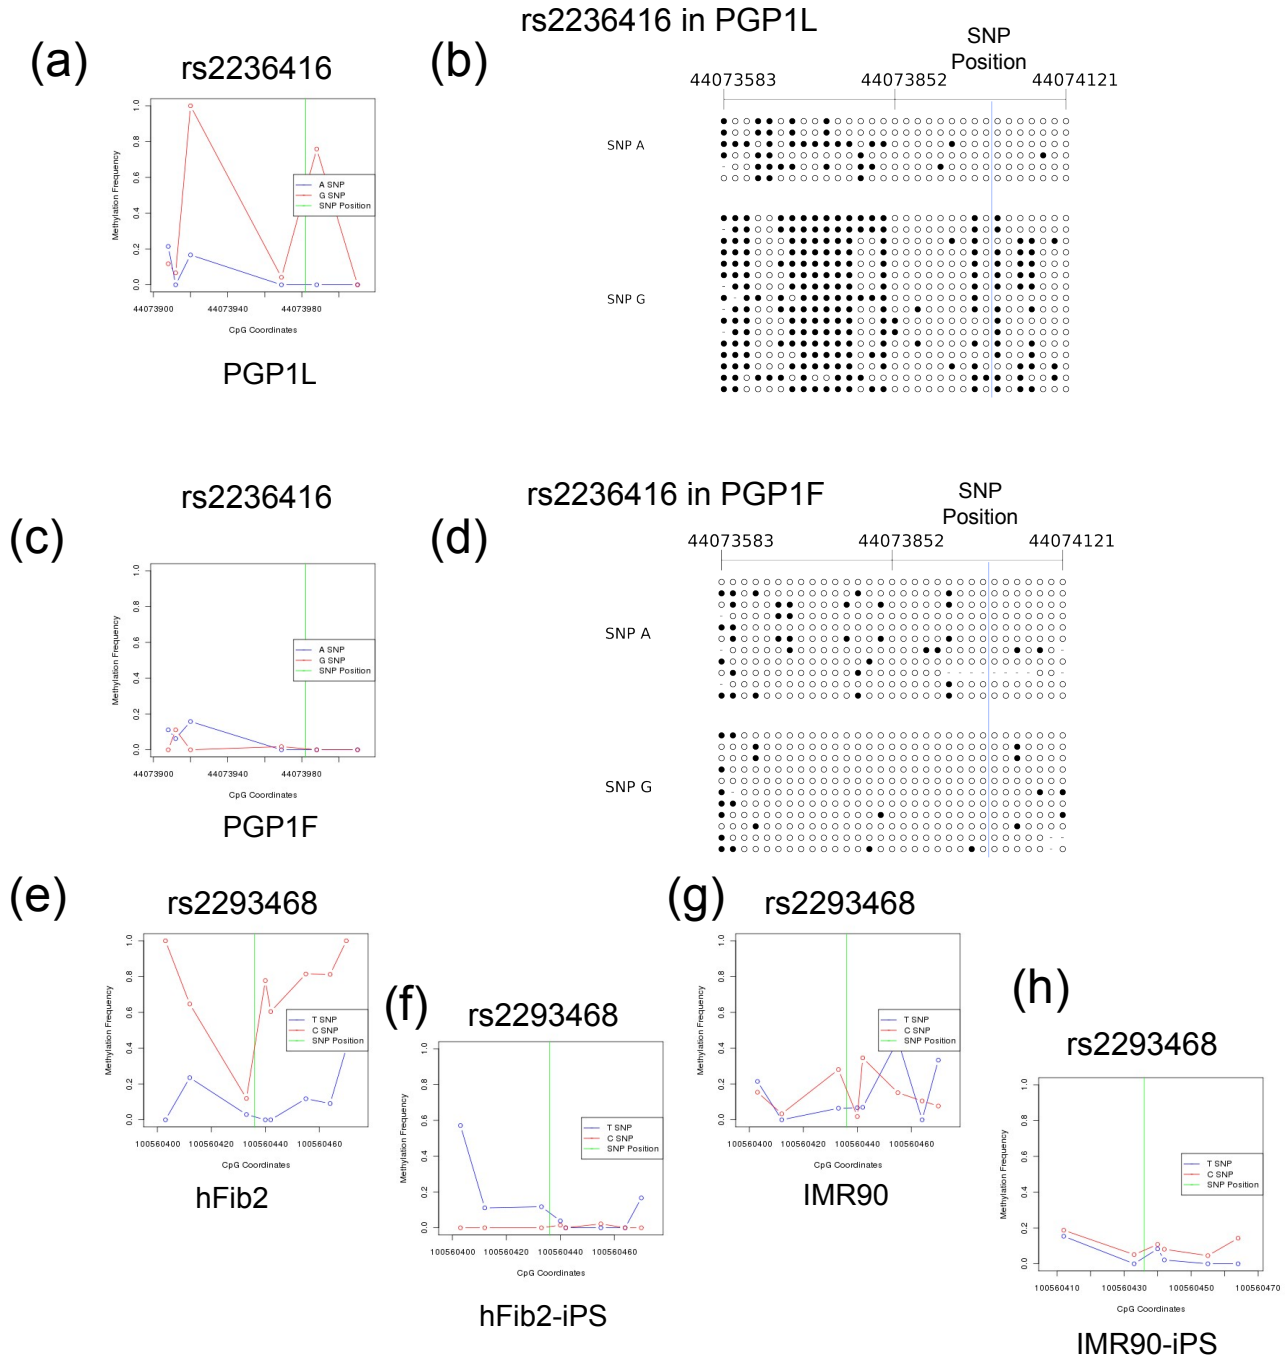 (a)
rs2236416
1.0
0.8
0.6
0.4
0.2
0.0
Methylation Frequency
A SNP
G SNP
SNP Position
44073900
44073940
44073980
CpG Coordinates
PGP1L
(b)
rs2236416 in PGP1L
SNP
Position
44073583
44073852
44074121
SNP A
SNP G
(c)
rs2236416
1.0
0.8
0.6
0.4
0.2
0.0
Methylation Frequency
A SNP
G SNP
SNP Position
44073900
44073940
44073980
CpG Coordinates
PGP1F
(d)
rs2236416 in PGP1F
SNP
Position
44073583
44073852
44074121
SNP A
SNP G
(e)
rs2293468
1.0
0.8
0.6
0.4
0.2
0.0
Methylation Frequency
T SNP
C SNP
SNP Position
100560400
100560420
100560440
100560460
CpG Coordinates
hFib2
(f)
rs2293468
1.0
0.8
0.6
0.4
0.2
0.0
Methylation Frequency
T SNP
C SNP
SNP Position
100560400
100560420
100560440
100560460
CpG Coordinates
hFib2-iPS
(g)
rs2293468
1.0
0.8
0.6
0.4
0.2
0.0
Methylation Frequency
T SNP
C SNP
SNP Position
100560400
100560420
100560440
100560460
CpG Coordinates
IMR90
(h)
rs2293468
1.0
0.8
0.6
0.4
0.2
0.0
Methylation Frequency
T SNP
C SNP
SNP Position
100560410
100560430
100560450
100560470
CpG Coordinates
IMR90-iPS